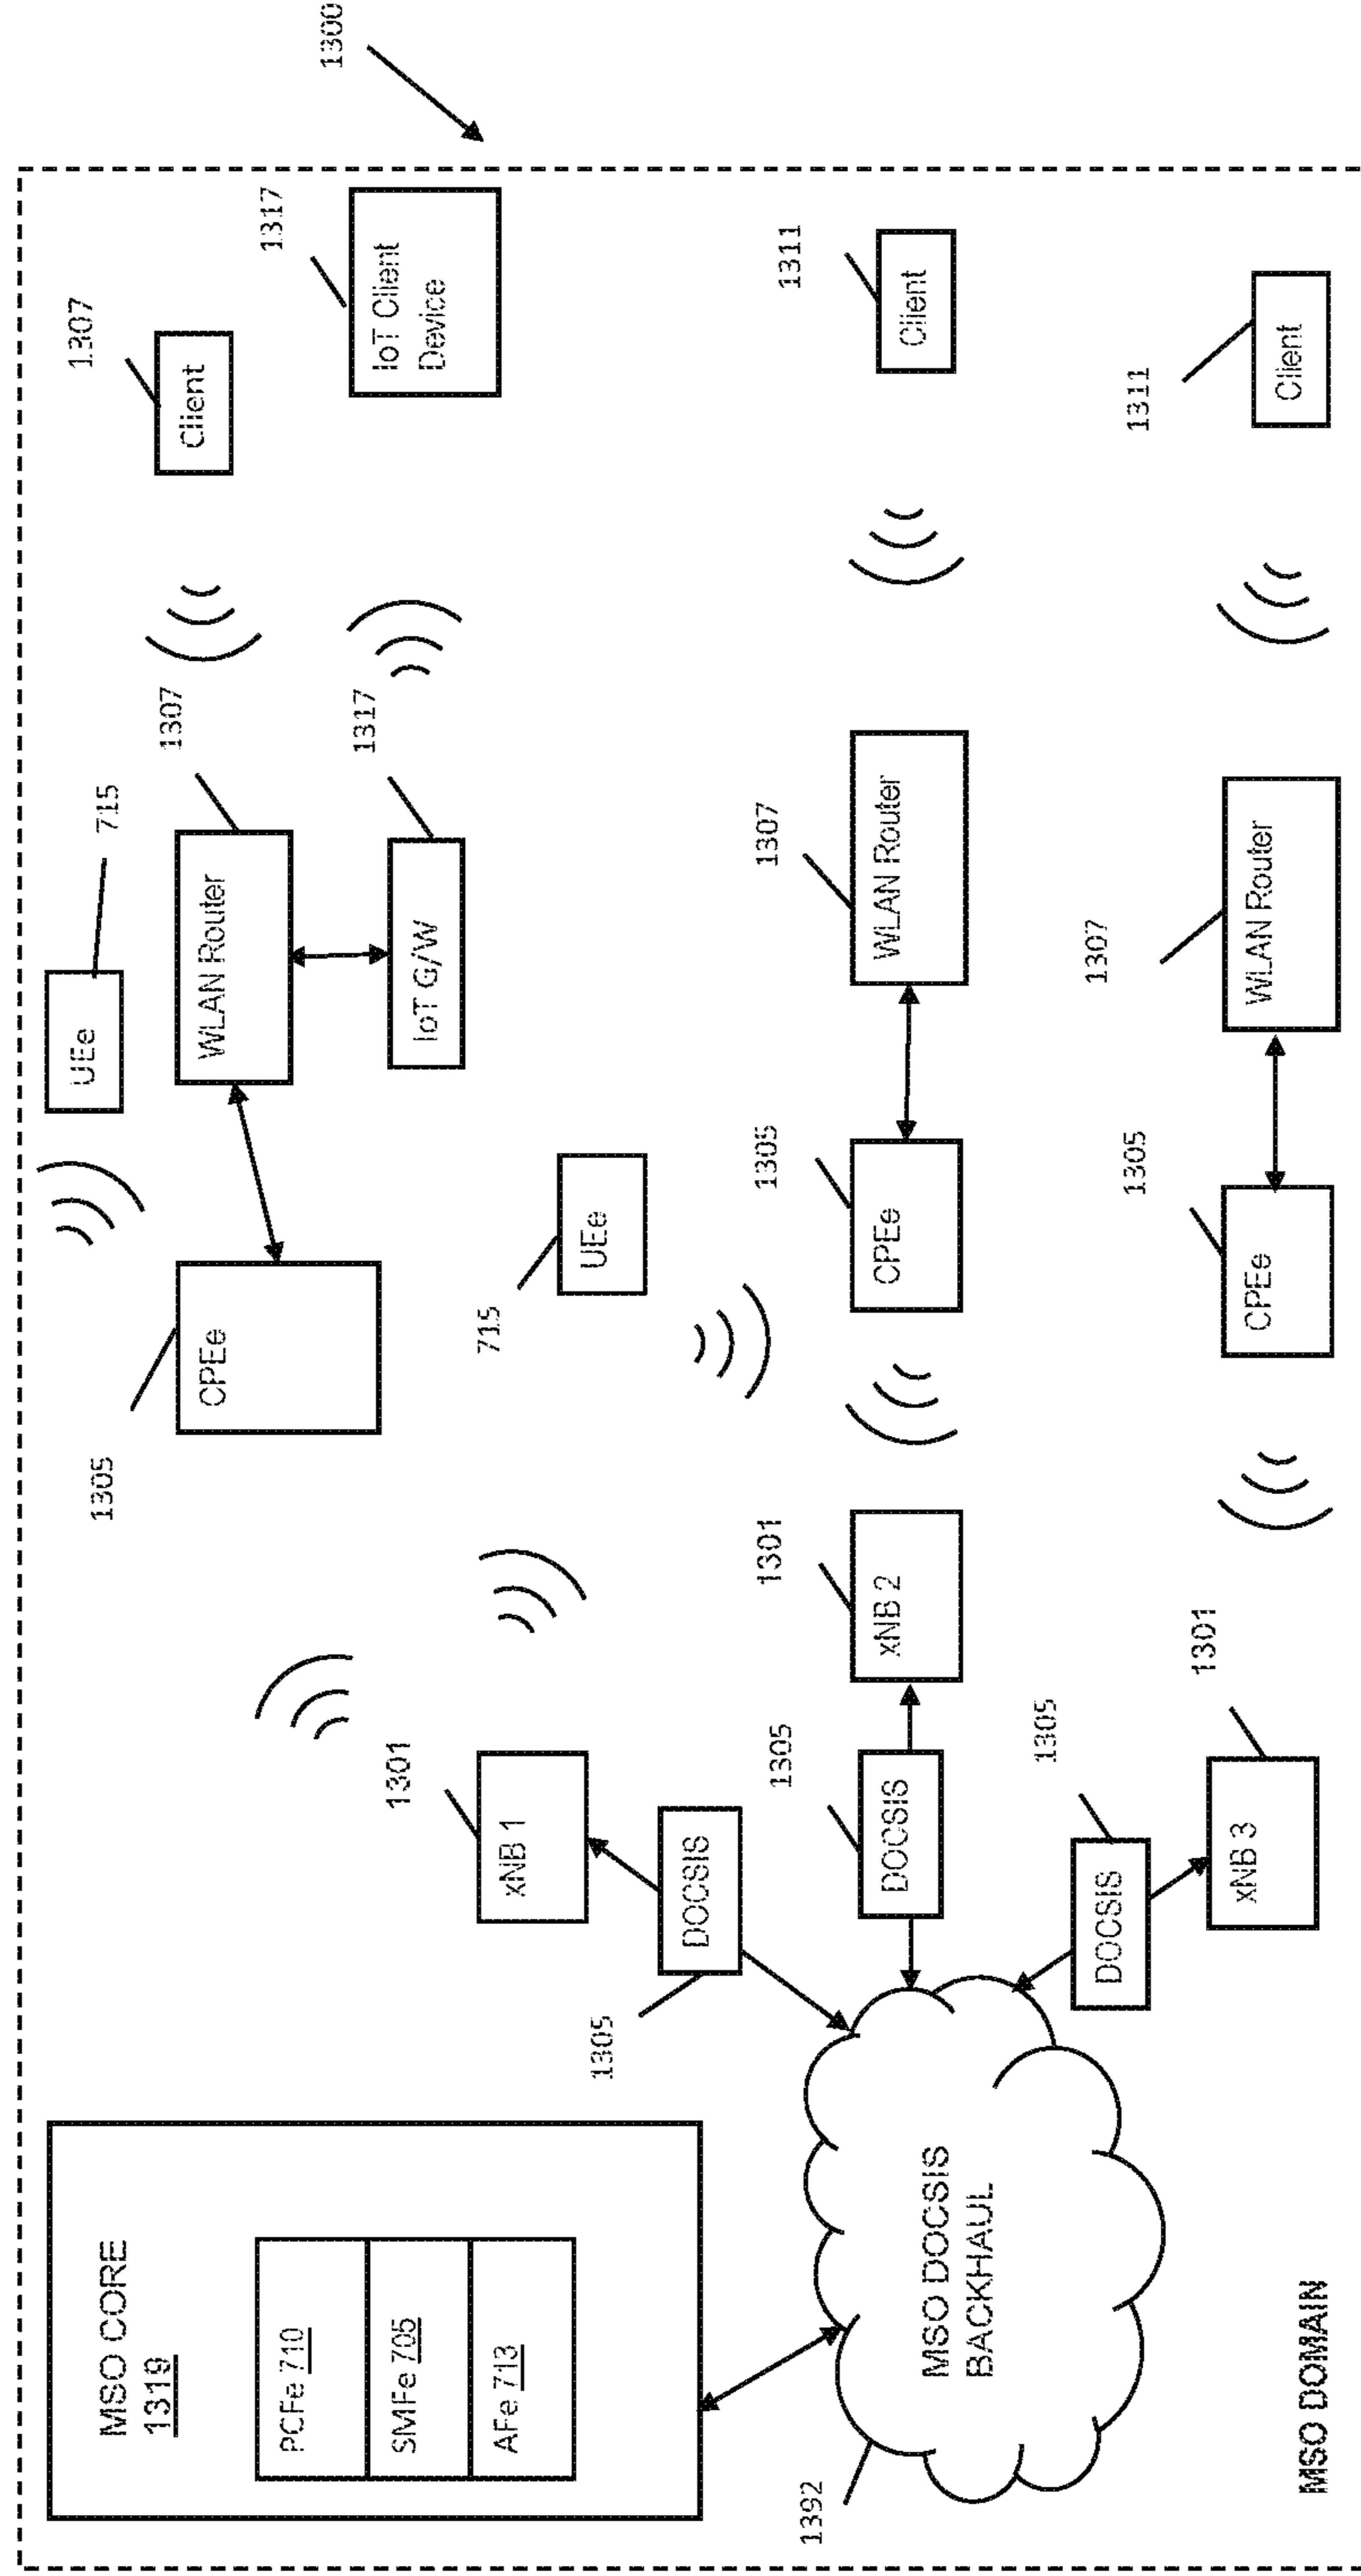 MSO CORE
1319
PCFe 710
SMFe 705
AFe 713
1392
MSO DOCSIS
BACKHAUL
MSO DOMAIN
1305
DOCSIS
1301
xNB 1
1305
DOCSIS
1301
xNB 2
1305
DOCSIS
1301
xNB 3
1305
CPEe
UEe
715
715
UEe
1307
WLAN Router
1317
IoT G/W
1307
Client
1317
IoT Client
Device
1305
CPEe
1307
WLAN Router
1311
Client
1305
CPEe
1307
WLAN Router
1311
Client
1300